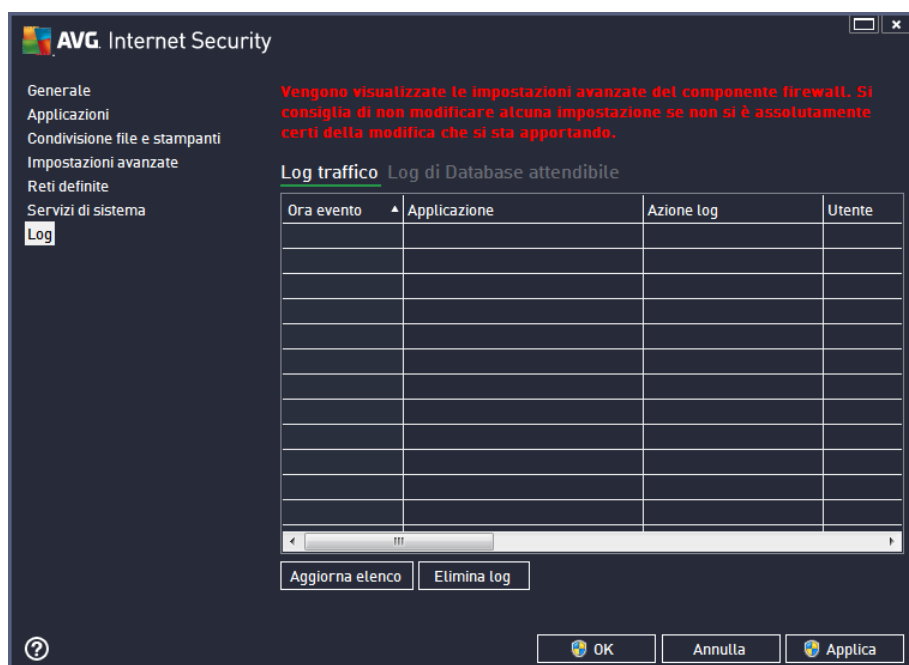 AVG. Internet Security
Generale
Applicazioni
Condivisione file e stampanti
Impostazioni avanzate
Reti definite
Servizi di sistema
Log
Vengono visualizzate le impostazioni avanzate del componente firewall. Si
consiglia di non modificare alcuna impostazione se non si è assolutamente
certi della modifica che si sta apportando.
Log traffico Log di Database attendibile
Ora evento Applicazione Azione log Utente
Aggiorna elenco Elimina log
OK Annulla Applica